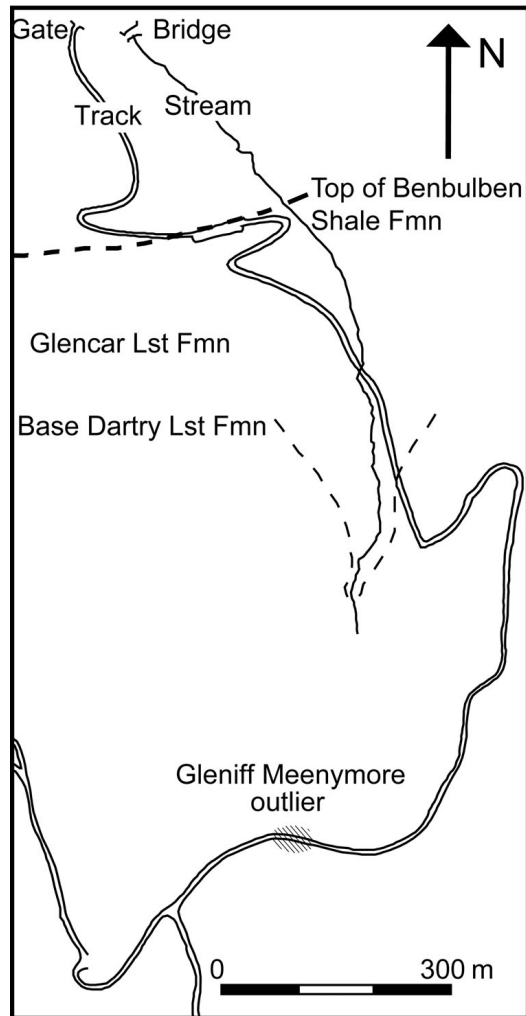 Gate Bridge
N
Track Stream
Top of Benbulben
Shale Fmn
Glencar Lst Fmn
Base Dartry Lst Fmn
Gleniff Meenymore
outlier
0 300 m